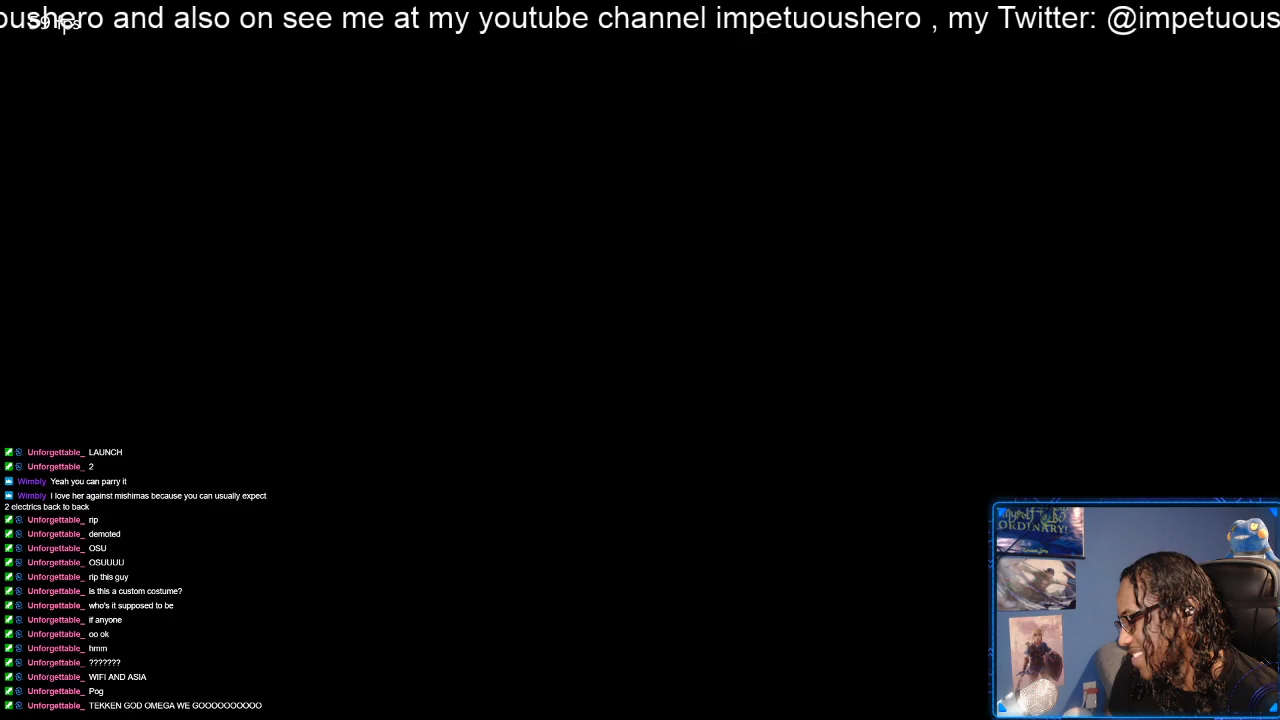 oushero and also on see me at my youtube channel impetuoushero , my Twitter: @impetuous
59 fps
Unforgettable_ LAUNCH
Unforgettable_ 2
Wimbly Yeah you can parry it
Wimbly I love her against mishimas because you can usually expect
2 electrics back to back
Unforgettable_ rip
Unforgettable_ demoted
Unforgettable_ OSU
Unforgettable_ OSUUUU
Unforgettable_ rip this guy
Unforgettable_ Is this a custom costume?
Unforgettable_ who's it supposed to be
Unforgettable_ if anyone
Unforgettable_ oo ok
Unforgettable_ hmm
Unforgettable_ ???????
Unforgettable_ WIFI AND ASIA
Unforgettable_ Pog
Unforgettable_ TEKKEN GOD OMEGA WE GOOOOOOOOOO
ORDINARY!